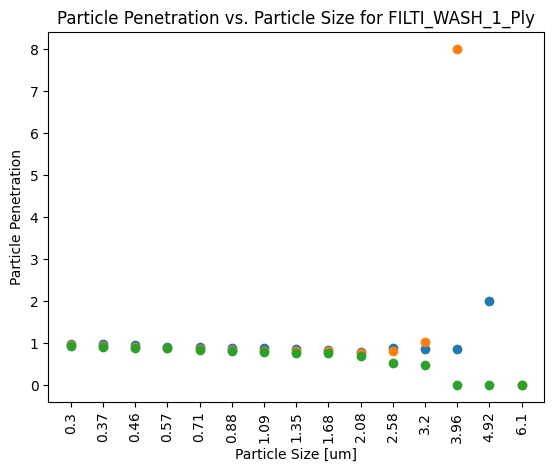 Particle Penetration vs. Particle Size for FILTI_WASH_1_Ply
8
7
6
5
4
3
2
1
0
Particle Penetration
0.3 0.37 0.46 0.57 0.71 0.88 1.09 1.35 1.68 2.08 2.58 3.2 3.96 4.92 6.1
Particle Size [um]